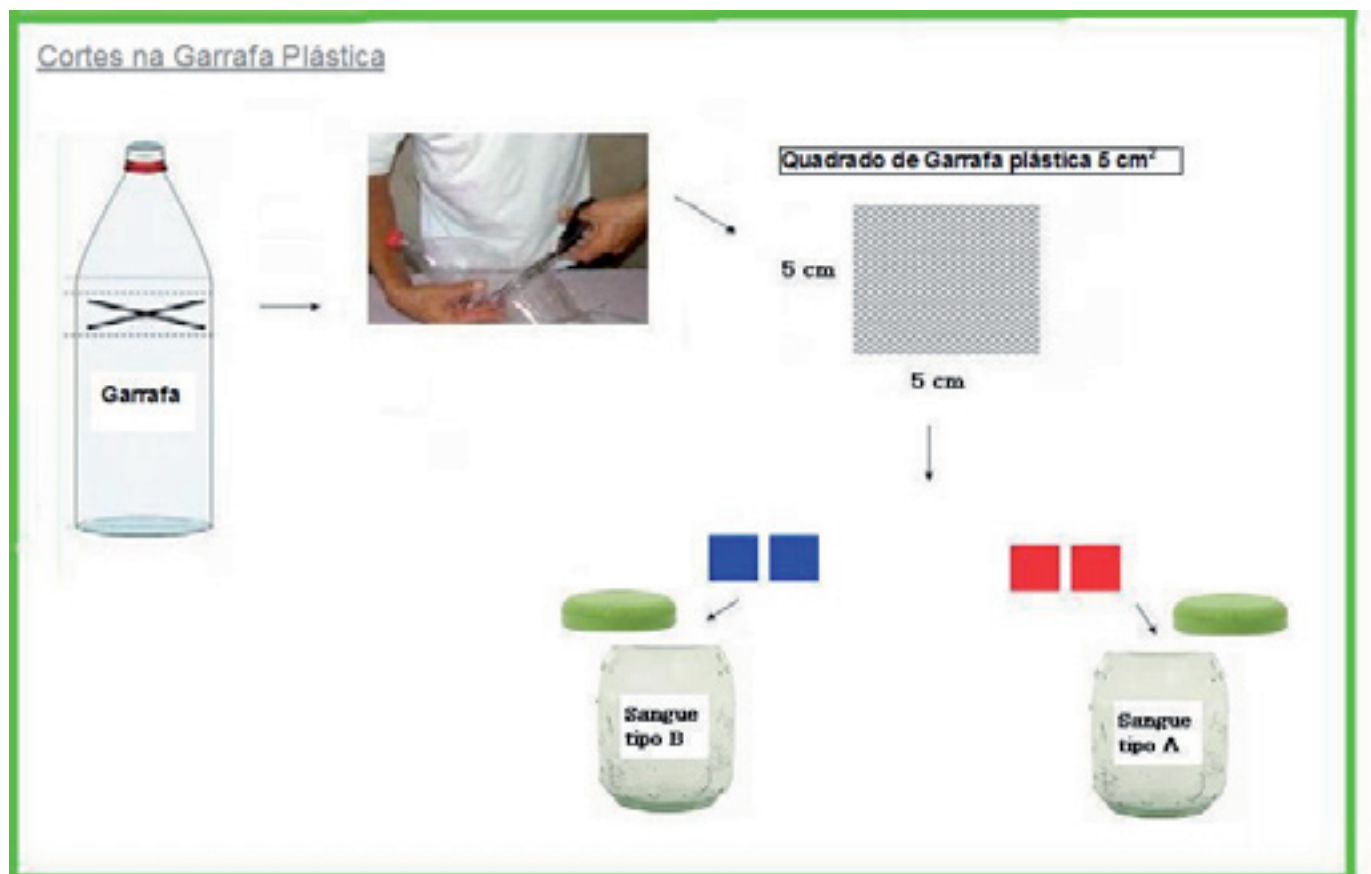 Cortes na Garrafa Plástica
Quadrado de Garrafa plástica 5 cm²
5 cm
5 cm
Garrafa
Sangue
tipo B
Sangue
tipo A